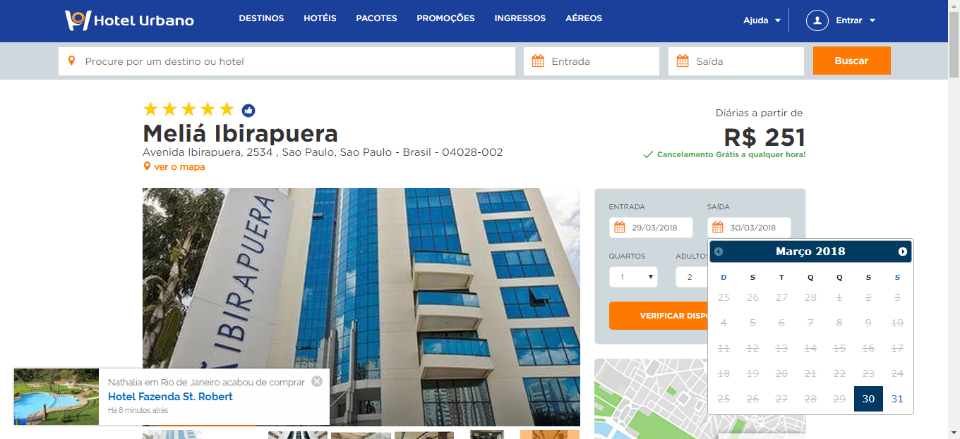 Hotel Urbano
DESTINOS HOTÉIS PACOTES PROMOÇÕES INGRESSOS AÉREOS
Ajuda Entrar
Procure por um destino ou hotel
Entrada
Saída
Buscar
Meliá Ibirapuera
Avenida Ibirapuera, 2534 , Sao Paulo, Sao Paulo - Brasil - 04028-002
ver o mapa
Diárias a partir de
R$ 251
Cancelamento Grátis a qualquer hora!
IBIRAPUERA
IBIRAPUERA
ENTRADA SAÍDA
29/03/2018 30/03/2018
QUARTOS ADULTOS
1 2
VERIFICAR DISP
Março 2018
D S T Q Q S S
25 26 27 28 1 2 3
4 5 6 7 8 9 10
11 12 13 14 15 16 17
18 19 20 21 22 23 24
25 26 27 28 29 30 31
Nathalia em Rio de Janeiro acabou de comprar
Hotel Fazenda St. Robert
Há 8 minutos atrás